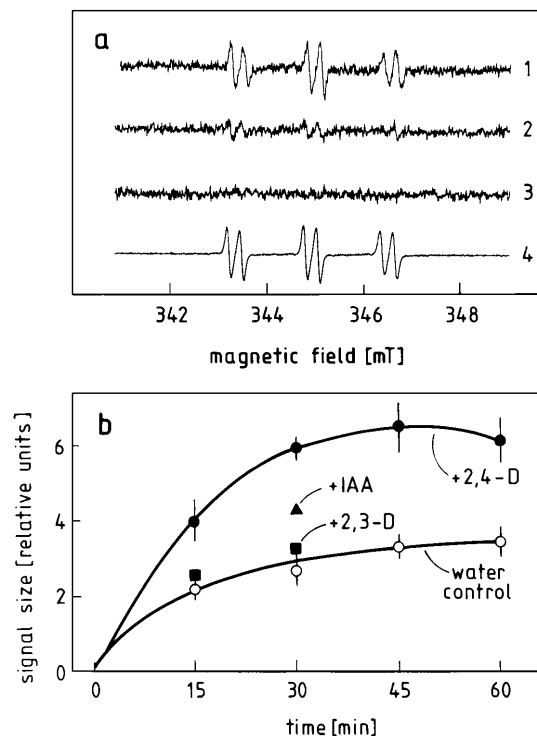 a
1
2
3
4
342 344 346 348
magnetic field [mT]
b
signal size [relative units]
6
4
2
0
+2,4-D
+IAA
+2,3-D
water
control
0 15 30 45 60
time [min]